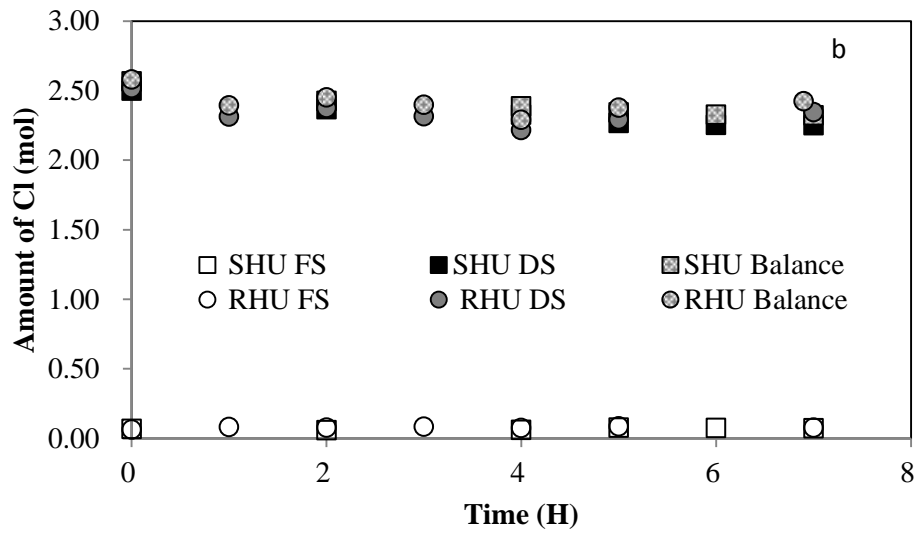 3.00
b
2.50
2.00
1.50
SHU FS SHU DS SHU Balance
1.00
RHU FS RHU DS RHU Balance
0.50
0.00
0 2 4 6 8
Time (H)
Amount of Cl (mol)